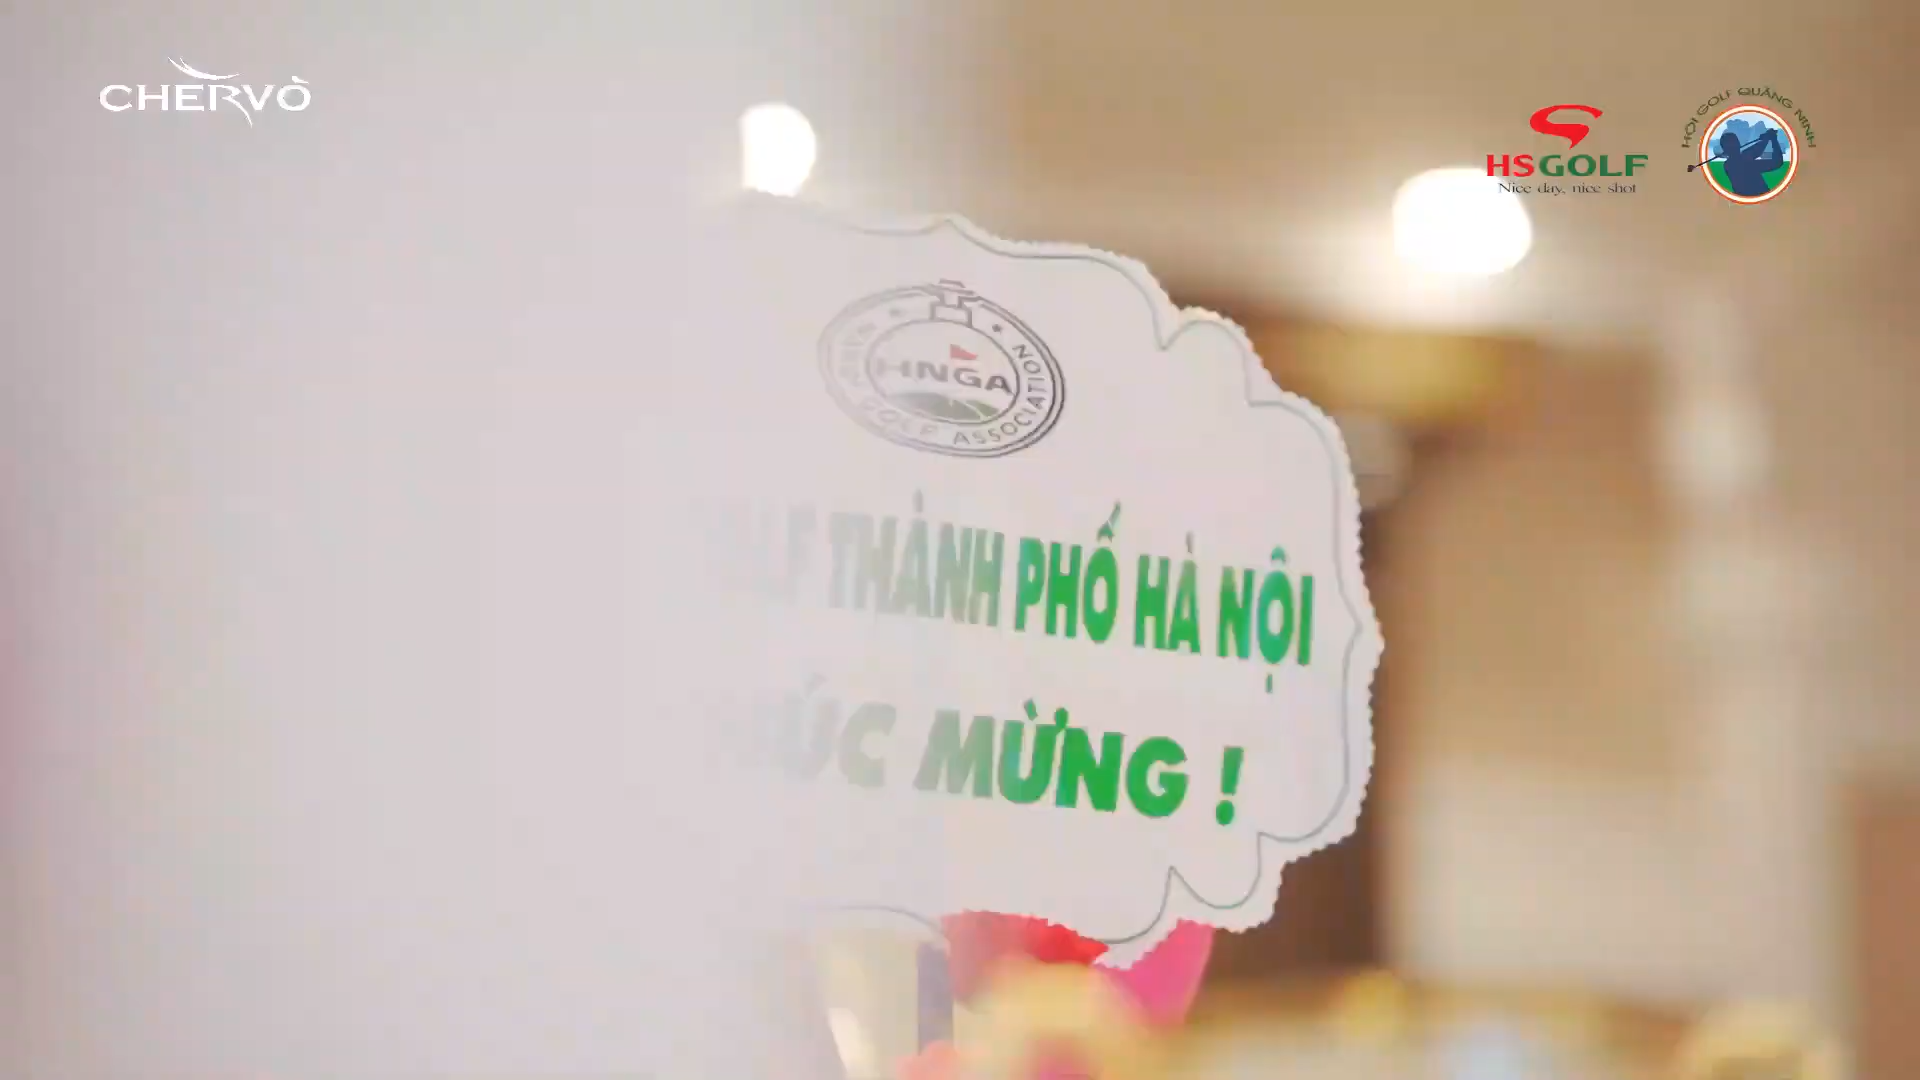 CHERVÒ
HỘI GOLF QUẢNG NINH
HSGOLF
Nice day, nice shot
HNGA
GOLF ASSOCIATION
THÀNH PHỐ HÀ NỘI
MỪNG !